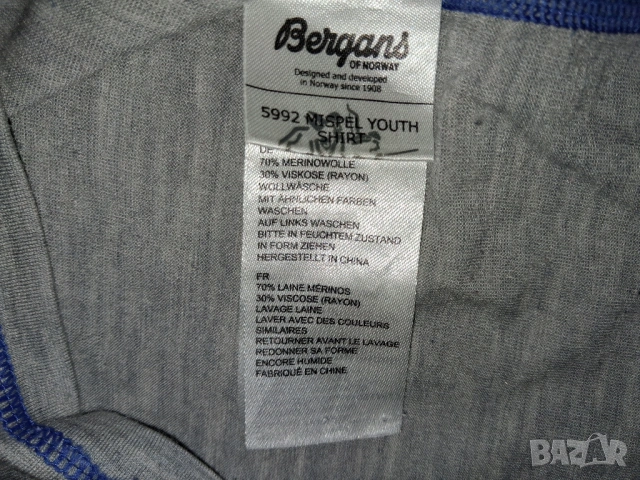 Bergans
OF NORWAY
Designed and developed
in Norway since 1908
5992 MISPEL YOUTH
SHIRT
DE
70% MERINOWOLLE
30% VISKOSE (RAYON)
WOLLWÄSCHE
MIT ÄHNLICHEN FARBEN
WASCHEN
AUF LINKS WASCHEN
BITTE IN FEUCHTEM ZUSTAND
IN FORM ZIEHEN
HERGESTELLT IN CHINA
FR
70% LAINE MÉRINOS
30% VISCOSE (RAYON)
LAVAGE LAINE
LAVER AVEC DES COULEURS
SIMILAIRES
RETOURNER AVANT LE LAVAGE
REDONNER SA FORME
ENCORE HUMIDE
FABRIQUÉ EN CHINE
BAZAR